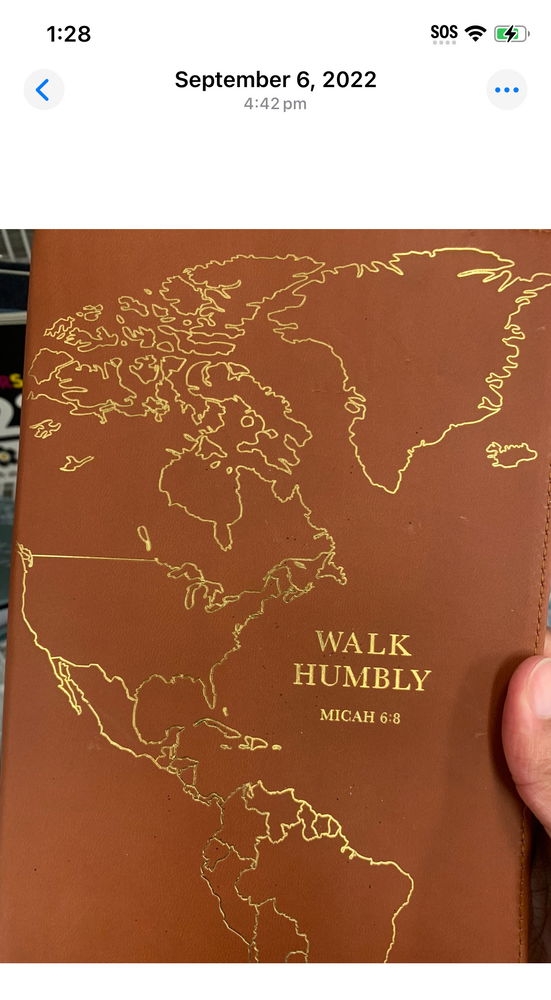 1:28
SOS
September 6, 2022
4:42 pm
WALK
HUMBLY
MICAH 6:8